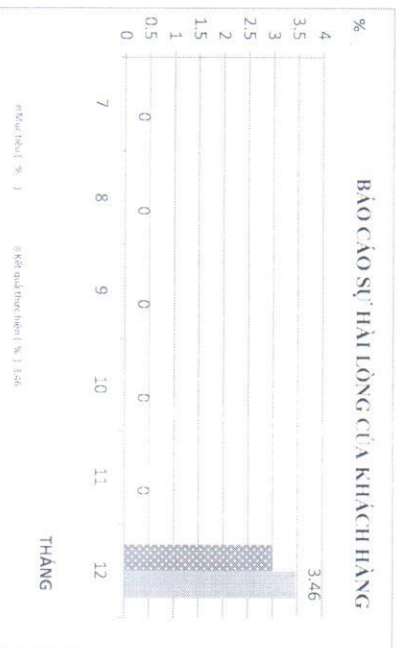 BÁO CÁO SỰ HÀI LÒNG CỦA KHÁCH HÀNG
%
4
3.5
3
2.5
2
1.5
1
0.5
0
0 0 0 0 0 3.46
7 8 9 10 11 12
THÁNG
Mục tiêu ( % ) Kết quả thực hiện ( % ) 3.46